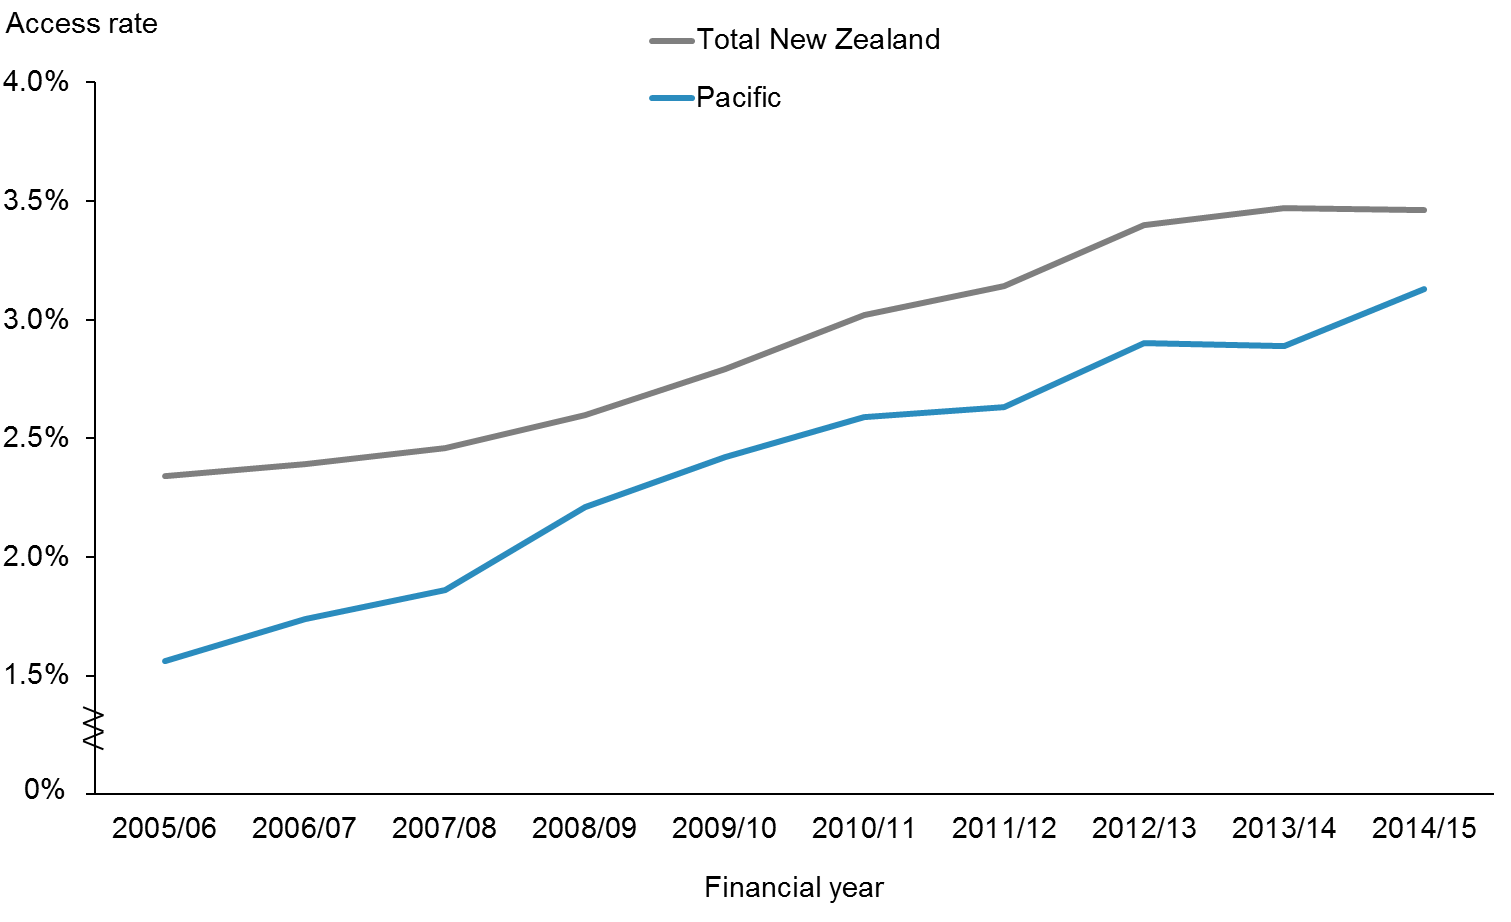 Access rate
Total New Zealand
Pacific
4.0%
3.5%
3.0%
2.5%
2.0%
1.5%
0%
2005/06 2006/07 2007/08 2008/09 2009/10 2010/11 2011/12 2012/13 2013/14 2014/15
Financial year